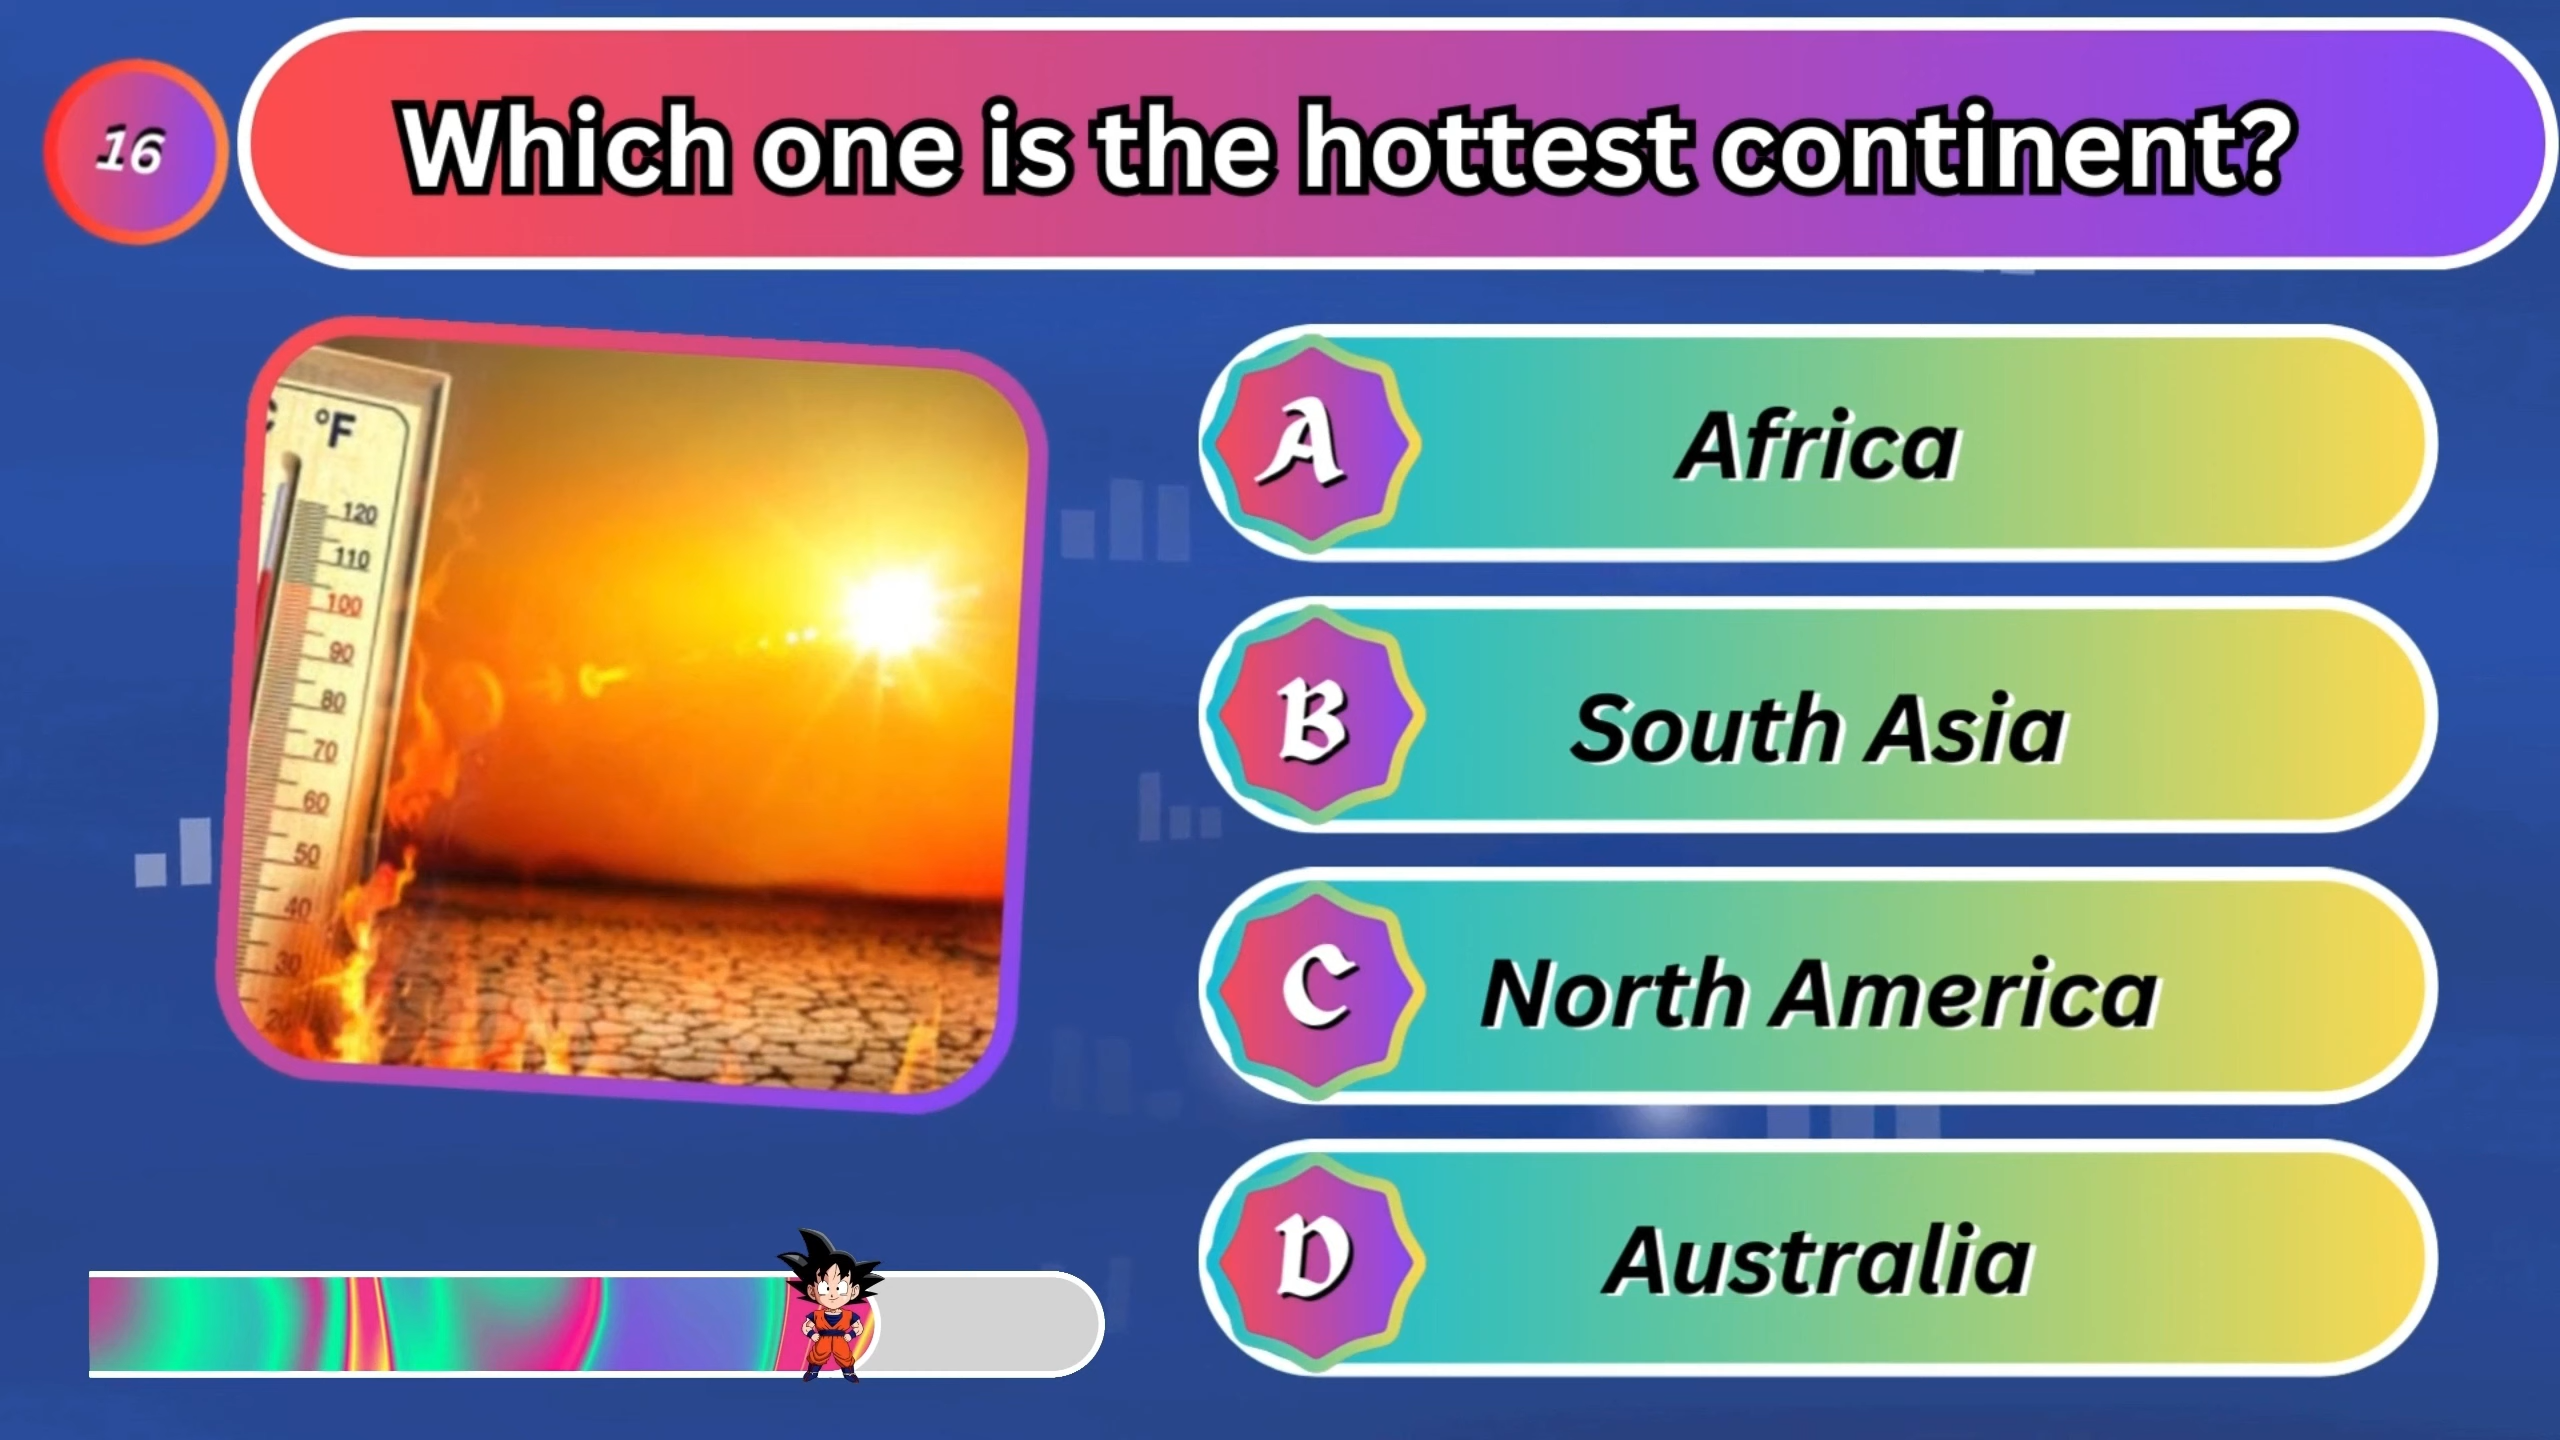 16
Which one is the hottest continent?
°F
120
110
100
90
80
70
60
50
40
30
A
Africa
B
South Asia
C
North America
D
Australia